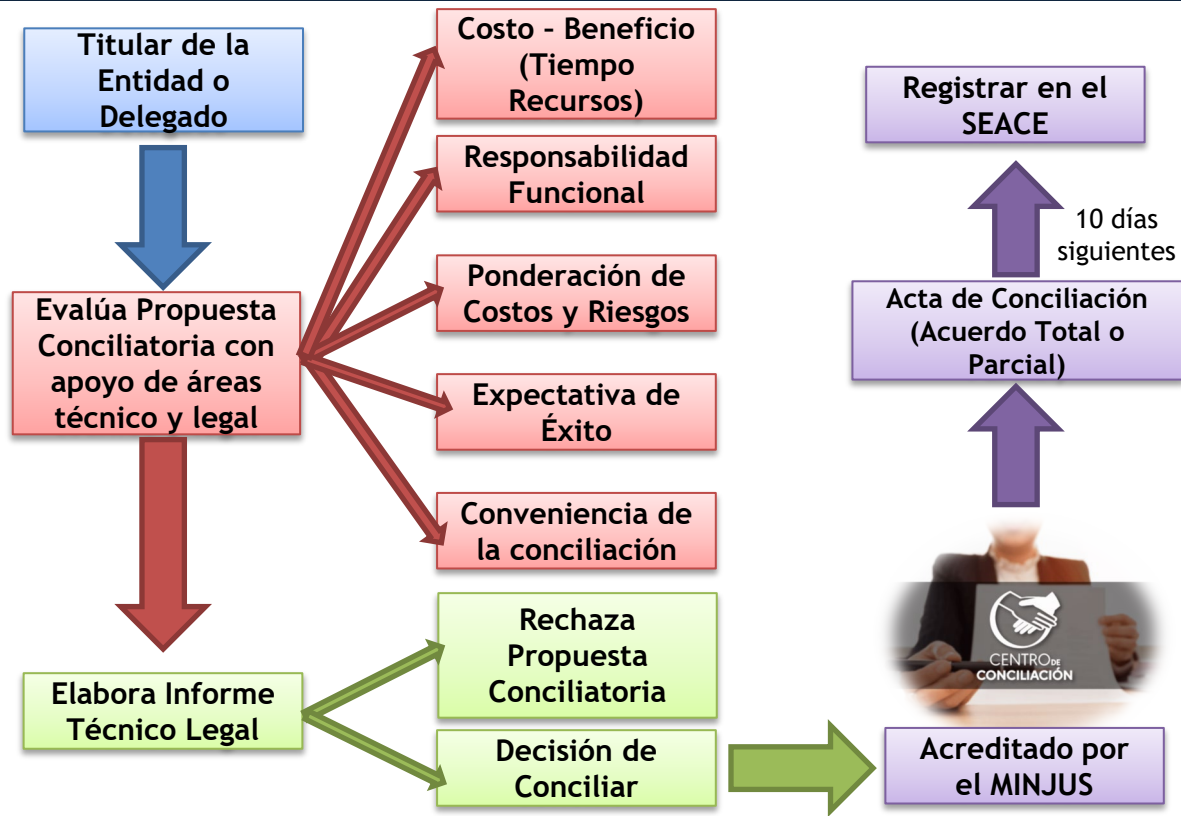 Titular de la
Entidad o
Delegado
Evalúa Propuesta
Conciliatoria con
apoyo de áreas
técnico y legal
Elabora Informe
Técnico Legal
Costo – Beneficio
(Tiempo
Recursos)
Responsabilidad
Funcional
Ponderación de
Costos y Riesgos
Expectativa de
Éxito
Conveniencia de
la conciliación
Rechaza
Propuesta
Conciliatoria
Decisión de
Conciliar
Registrar en el
SEACE
10 días
siguientes
Acta de Conciliación
(Acuerdo Total o
Parcial)
CENTRO DE
CONCILIACIÓN
Acreditado por
el MINJUS